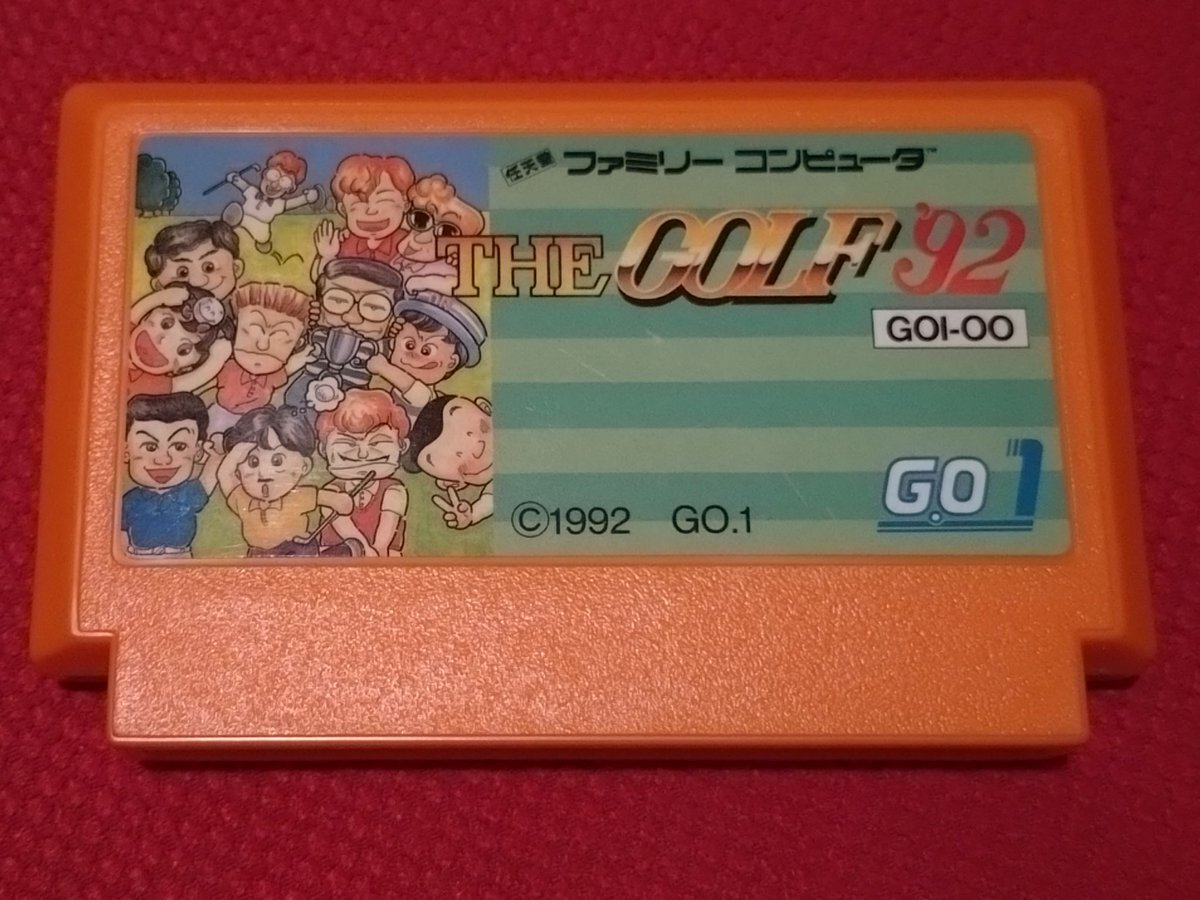 任天堂 ファミリー コンピュータ™
THE GOLF '92
GOI-OO
G.O 1
©1992 GO.1